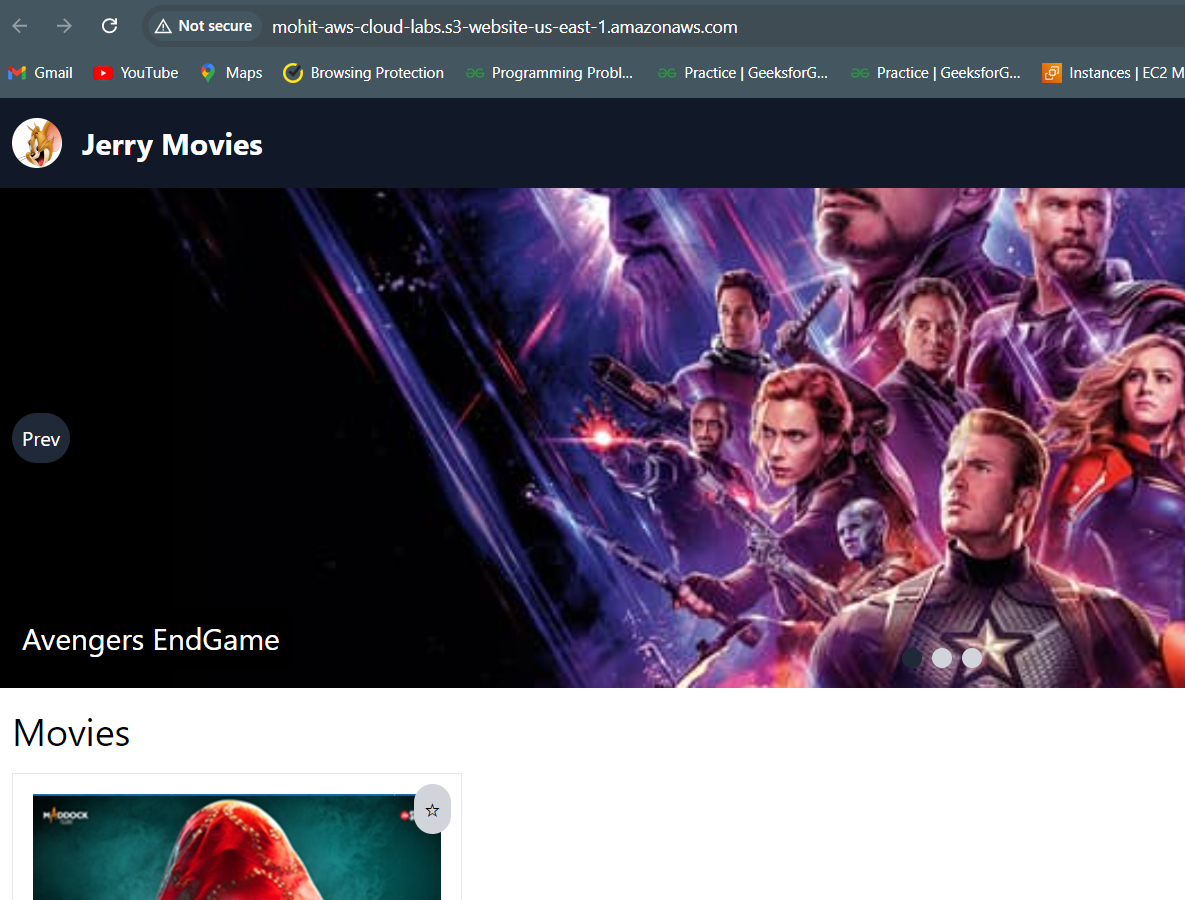 Not secure mohit-aws-cloud-labs.s3-website-us-east-1.amazonaws.com
Gmail YouTube Maps Browsing Protection Programming Probl... Practice | GeeksforG... Practice | GeeksforG... Instances | EC2 M
Jerry Movies
Prev
Avengers EndGame
Movies
MADDOCK